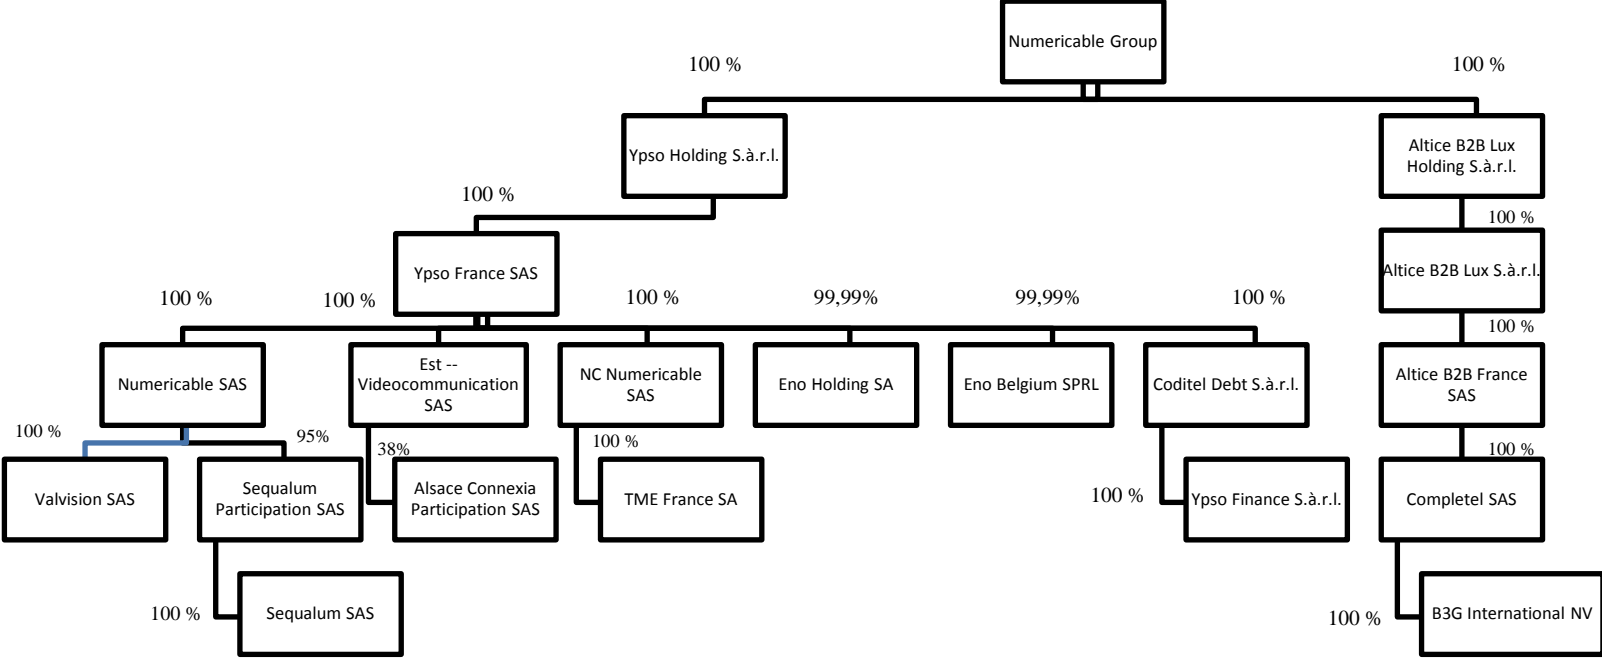 Numericable Group
100 %
100 %
Ypso Holding S.à.r.l.
Altice B2B Lux
Holding S.à.r.l.
100 %
100 %
Ypso France SAS
Altice B2B Lux S.à.r.l.
100 %
100 %
100 %
99,99%
99,99%
100 %
100 %
Numericable SAS
Est --
Videocommunication
SAS
NC Numericable
SAS
Eno Holding SA
Eno Belgium SPRL
Coditel Debt S.à.r.l.
Altice B2B France
SAS
100 %
95%
38%
100 %
100 %
Valvision SAS
Sequalum
Participation SAS
Alsace Connexia
Participation SAS
TME France SA
100 %
Ypso Finance S.à.r.l.
Completel SAS
100 %
Sequalum SAS
100 %
B3G International NV